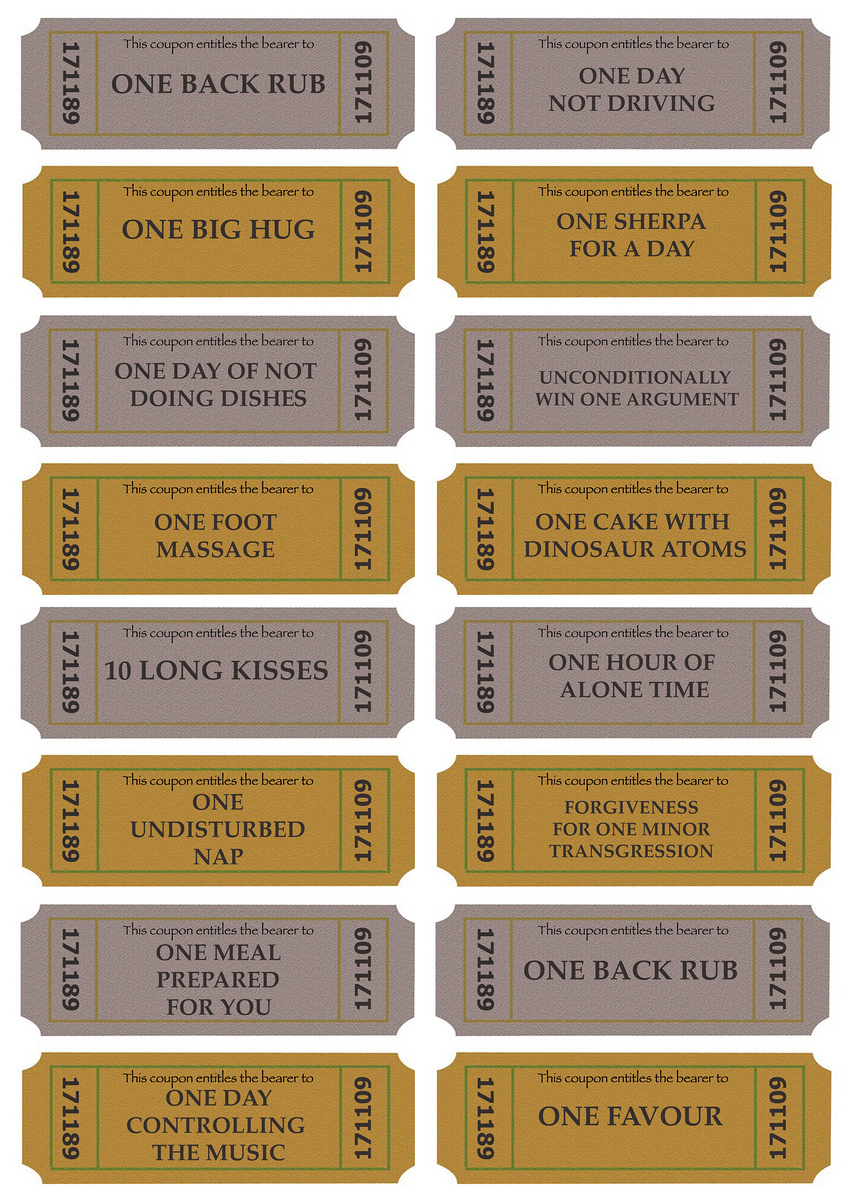 171189
This coupon entitles the bearer to
ONE BACK RUB
171109
171189
This coupon entitles the bearer to
ONE DAY
NOT DRIVING
171109
171189
This coupon entitles the bearer to
ONE BIG HUG
171109
171189
This coupon entitles the bearer to
ONE SHERPA
FOR A DAY
171109
171189
This coupon entitles the bearer to
ONE DAY OF NOT
DOING DISHES
171109
171189
This coupon entitles the bearer to
UNCONDITIONALLY
WIN ONE ARGUMENT
171109
171189
This coupon entitles the bearer to
ONE FOOT
MASSAGE
171109
171189
This coupon entitles the bearer to
ONE CAKE WITH
DINOSAUR ATOMS
171109
171189
This coupon entitles the bearer to
10 LONG KISSES
171109
171189
This coupon entitles the bearer to
ONE HOUR OF
ALONE TIME
171109
171189
This coupon entitles the bearer to
ONE
UNDISTURBED
NAP
171109
171189
This coupon entitles the bearer to
FORGIVENESS
FOR ONE MINOR
TRANSGRESSION
171109
171189
This coupon entitles the bearer to
ONE MEAL
PREPARED
FOR YOU
171109
171189
This coupon entitles the bearer to
ONE BACK RUB
171109
171189
This coupon entitles the bearer to
ONE DAY
CONTROLLING
THE MUSIC
171109
171189
This coupon entitles the bearer to
ONE FAVOUR
171109